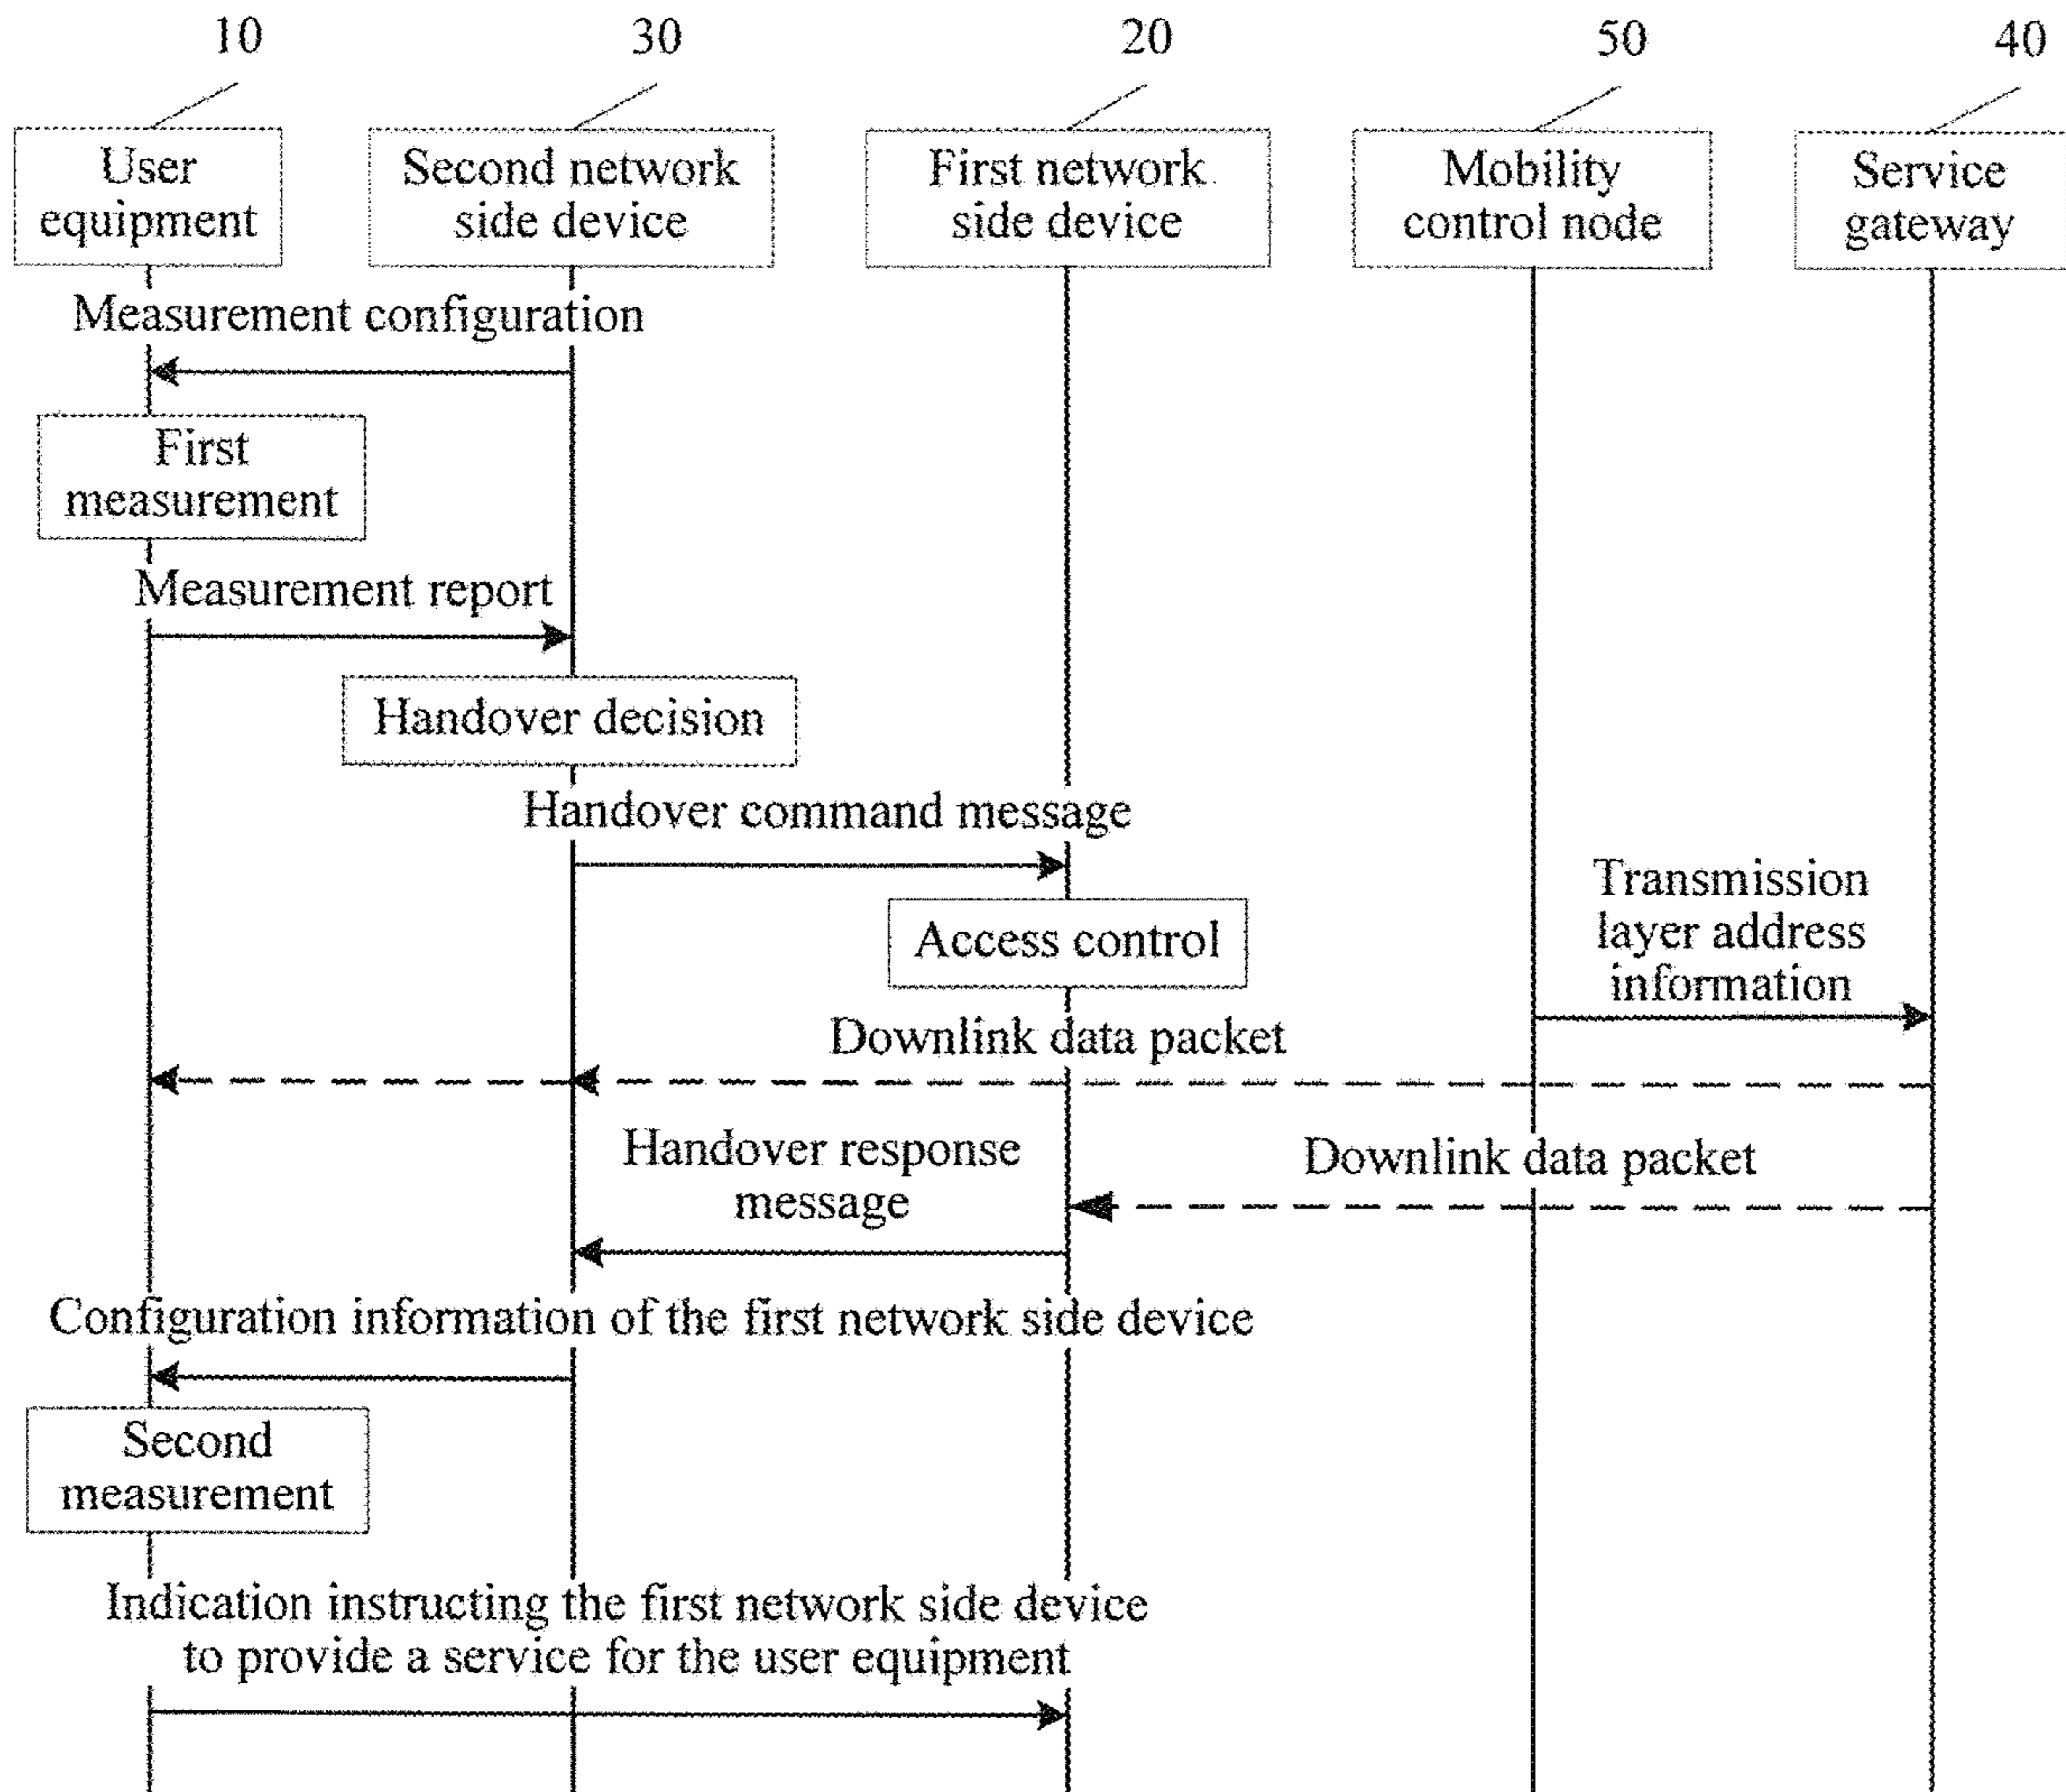 10
30
20
50
40
User
equipment
Second network
side device
First network
side device
Mobility
control node
Service
gateway
Measurement configuration
First
measurement
Measurement report
Handover decision
Handover command message
Transmission
layer address
information
Access control
Downlink data packet
Handover response
message
Downlink data packet
Configuration information of the first network side device
Second
measurement
Indication instructing the first network side device
to provide a service for the user equipment